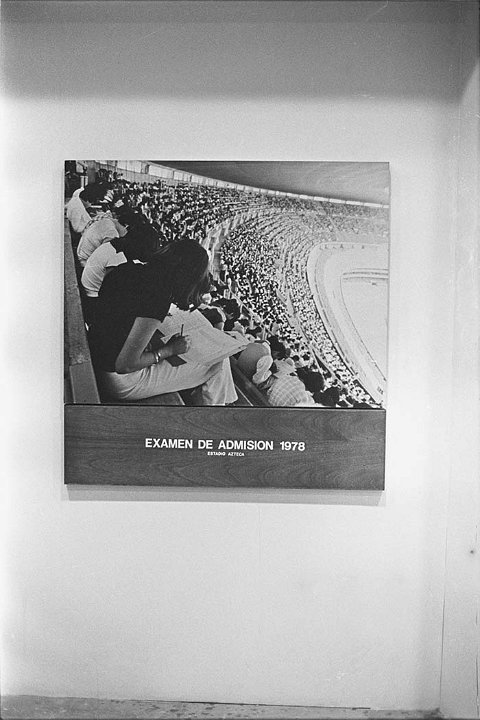 EXAMEN DE ADMISION 1978
ESTADIO AZTECA